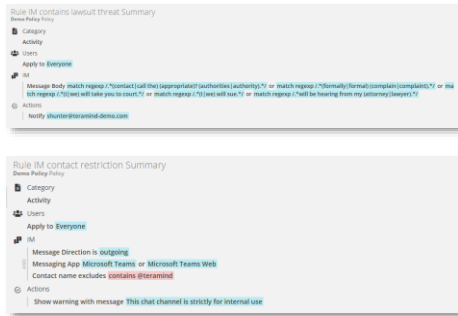 Rule IM contains lawsuit threat Summary
Demo Policy Policy
Category
Activity
Users
Apply to Everyone
IM
Message Body match regexp /.*(contact|call the) (appropriate)? (authorities|authority).*/ or match regexp /.*(formally|formal) (complain|complaint).*/ or ma
tch regexp /.*(I|we) will take you to court.*/ or match regexp /.*(I|we) will sue.*/ or match regexp /.*will be hearing from my (attorney|lawyer).*/
Actions
Notify shunter@teramind-demo.com
Rule IM contact restriction Summary
Demo Policy Policy
Category
Activity
Users
Apply to Everyone
IM
Message Direction is outgoing
Messaging App Microsoft Teams or Microsoft Teams Web
Contact name excludes contains @teramind
Actions
Show warning with message This chat channel is strictly for internal use